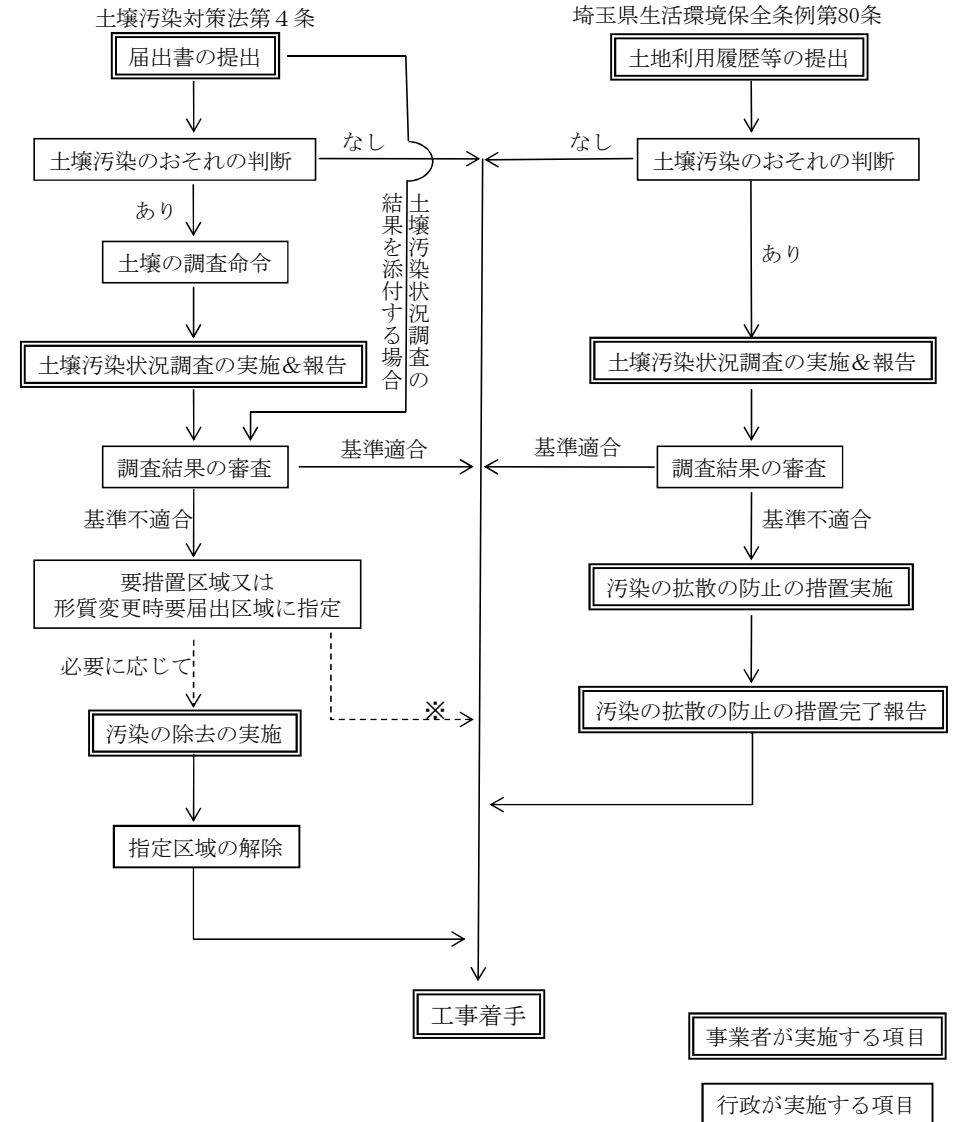 土壌汚染対策法第４条
届出書の提出
土壌汚染のおそれの判断
なし
あり
土壌の調査命令
土壌汚染状況調査の
結果を添付する場合
土壌汚染状況調査の実施＆報告
調査結果の審査
基準適合
基準不適合
要措置区域又は
形質変更時要届出区域に指定
必要に応じて
※
汚染の除去の実施
指定区域の解除
埼玉県生活環境保全条例第80条
土地利用履歴等の提出
土壌汚染のおそれの判断
なし
あり
土壌汚染状況調査の実施＆報告
調査結果の審査
基準適合
基準不適合
汚染の拡散の防止の措置実施
汚染の拡散の防止の措置完了報告
工事着手
事業者が実施する項目
行政が実施する項目